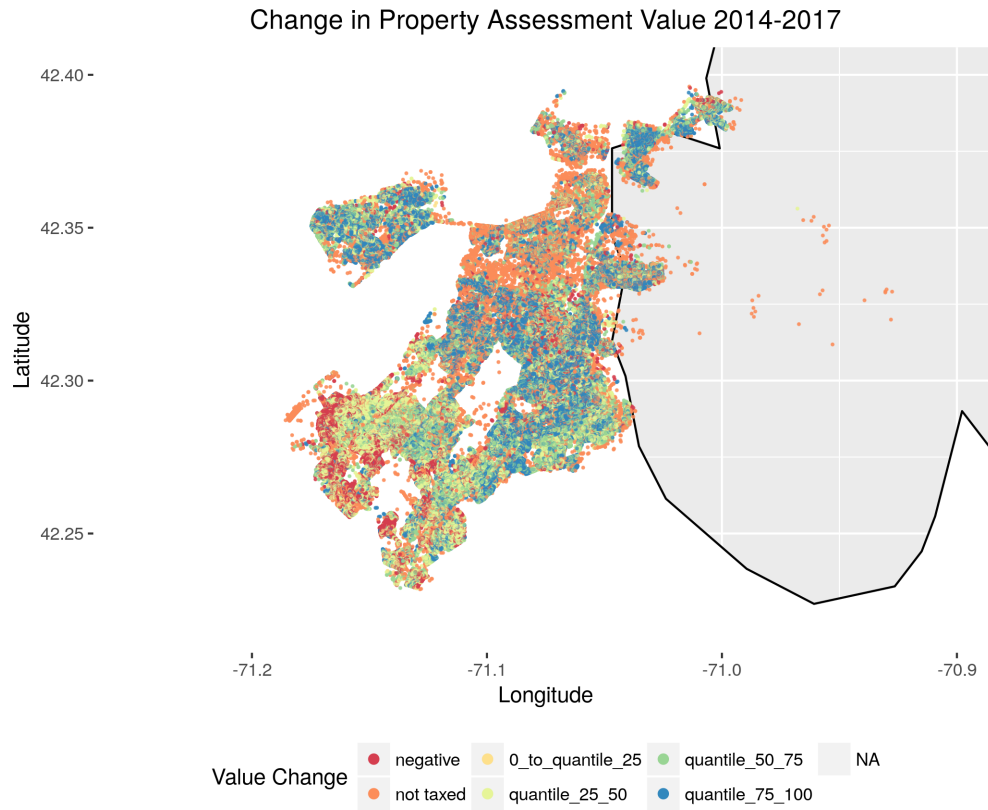 Change in Property Assessment Value 2014-2017
Latitude
42.40
42.35
42.30
42.25
-71.2
-71.1
-71.0
-70.9
Longitude
Value Change
negative
0_to_quantile_25
quantile_50_75
NA
not taxed
quantile_25_50
quantile_75_100